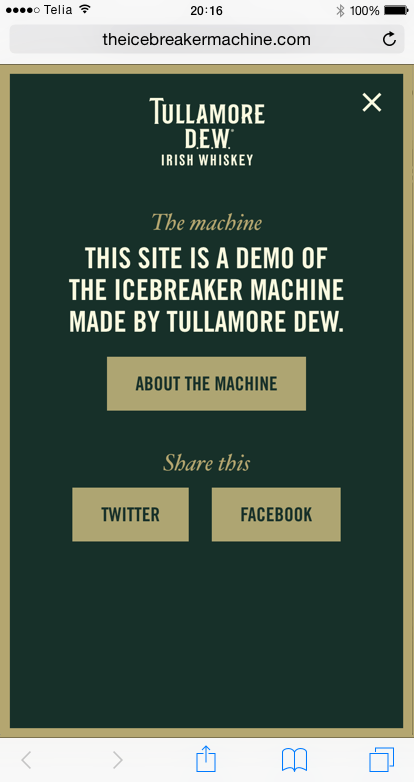 Telia 20:16 100%
theicebreakermachine.com
TULLAMORE
D.E.W.
IRISH WHISKEY
The machine
THIS SITE IS A DEMO OF
THE ICEBREAKER MACHINE
MADE BY TULLAMORE DEW.
ABOUT THE MACHINE
Share this
TWITTER FACEBOOK